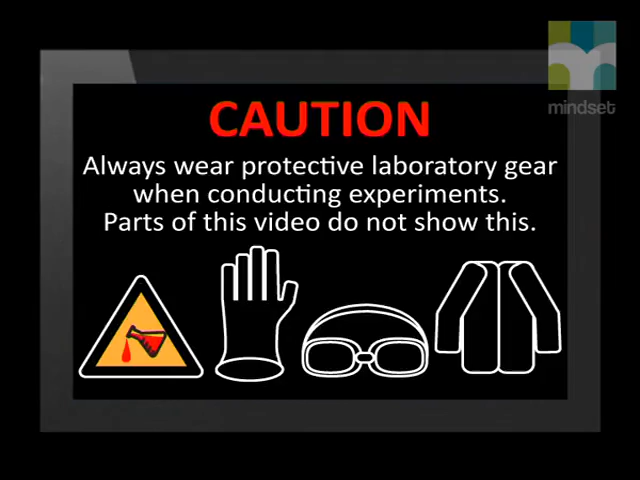 mindset
CAUTION
Always wear protective laboratory gear
when conducting experiments.
Parts of this video do not show this.